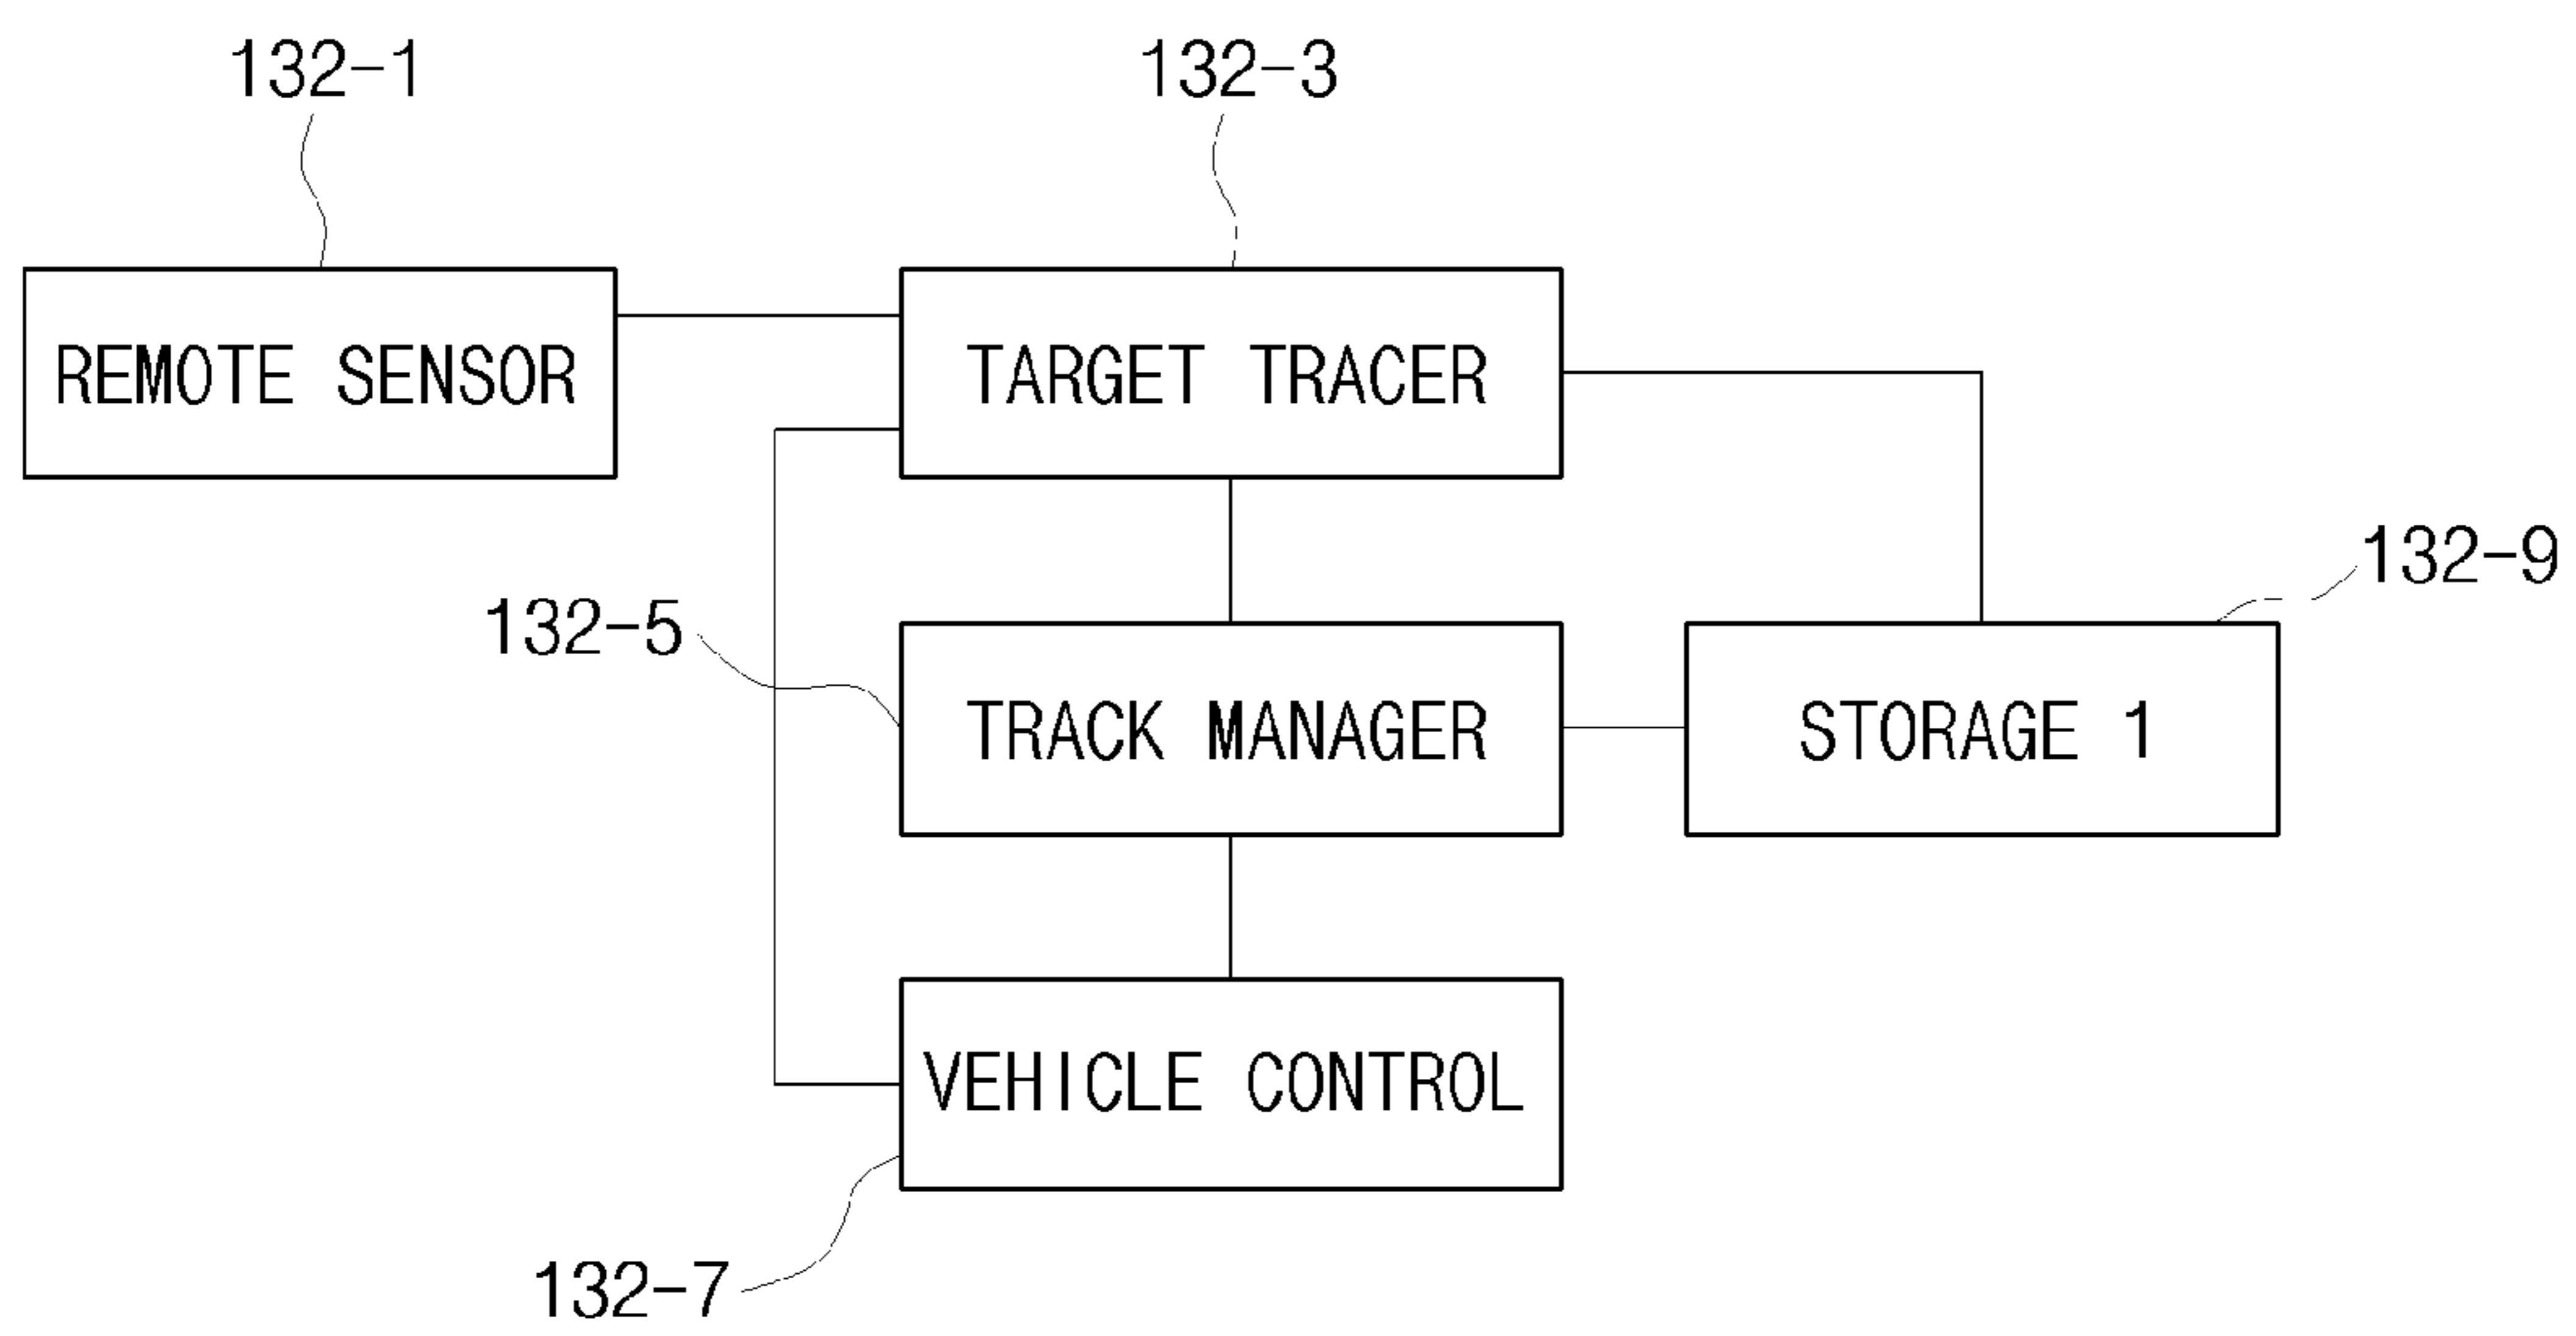 132-1
132-3
REMOTE SENSOR
TARGET TRACER
132-9
132-5
TRACK MANAGER
STORAGE 1
VEHICLE CONTROL
132-7